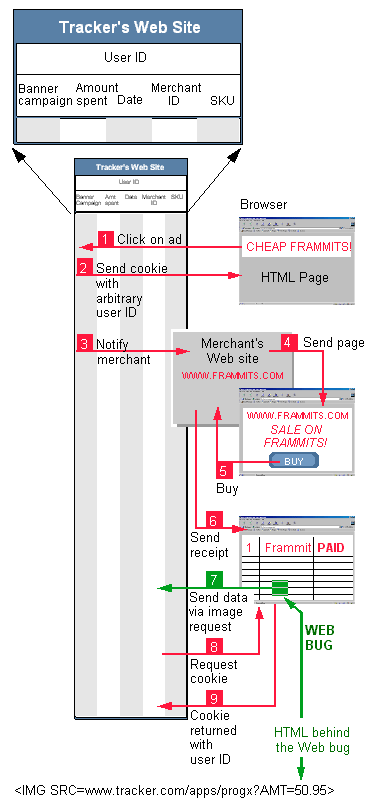 Tracker's Web Site
User ID
Banner campaign
Amount spent
Date
Merchant ID
SKU
Tracker's Web Site
User ID
Banner Campaign
Amt spent
Date
Merchant ID
SKU
Browser
1 Click on ad
CHEAP FRAMMITS!
HTML Page
2 Send cookie
with
arbitrary
user ID
3 Notify
merchant
Merchant's
Web site
WWW.FRAMMITS.COM
4 Send page
WWW.FRAMMITS.COM
SALE ON
FRAMMITS!
BUY
5
Buy
6
Send
receipt
1 Frammit PAID
7
Send data
via image
request
WEB
BUG
8
Request
cookie
9
Cookie
returned
with
user ID
HTML behind
the Web bug
<IMG SRC=www.tracker.com/apps/progx?AMT=50.95>